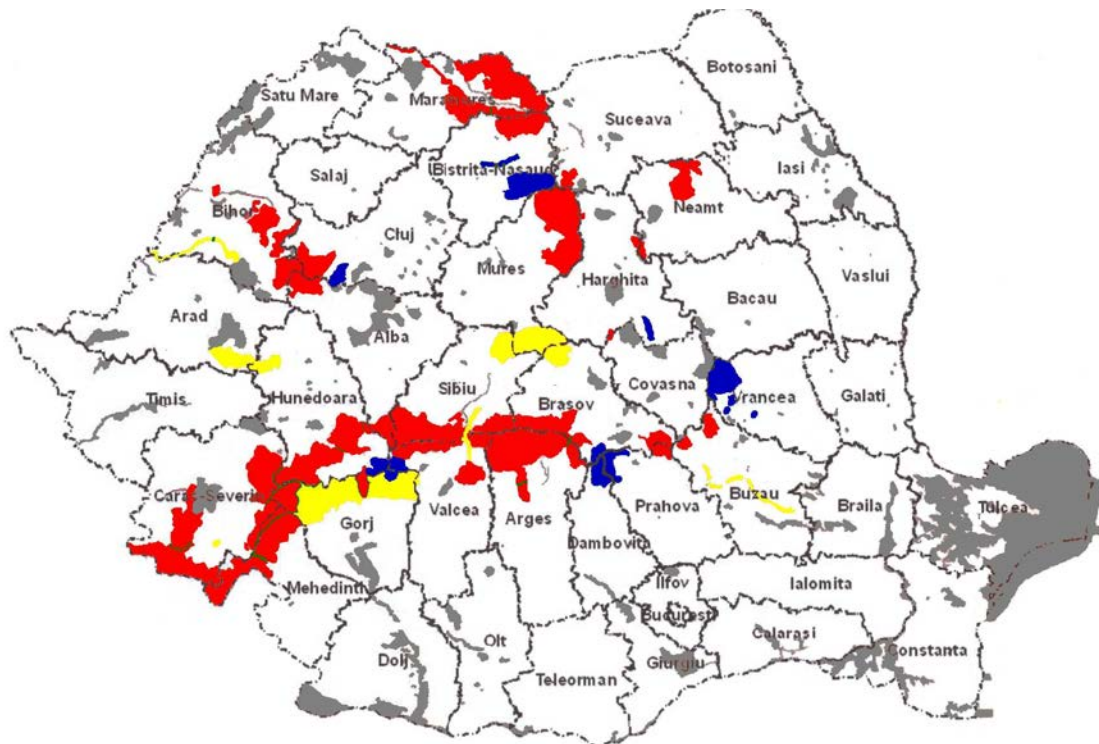 Botosani
Satu Mare
Maramures
Suceava
Iasi
Bistrita-Nasaud
Salaj
Neamt
Bihor
Cluj
Mures
Harghita
Vaslui
Bacau
Arad
Alba
Timis
Hunedoara
Sibiu
Covasna
Vrancea
Galati
Brasov
Caras-Severin
Gorj
Valcea
Arges
Prahova
Buzau
Braila
Tulcea
Dambovita
Mehedinti
Ilfov
Ialomita
Bucuresti
Calarasi
Olt
Constanta
Dolj
Giurgiu
Teleorman